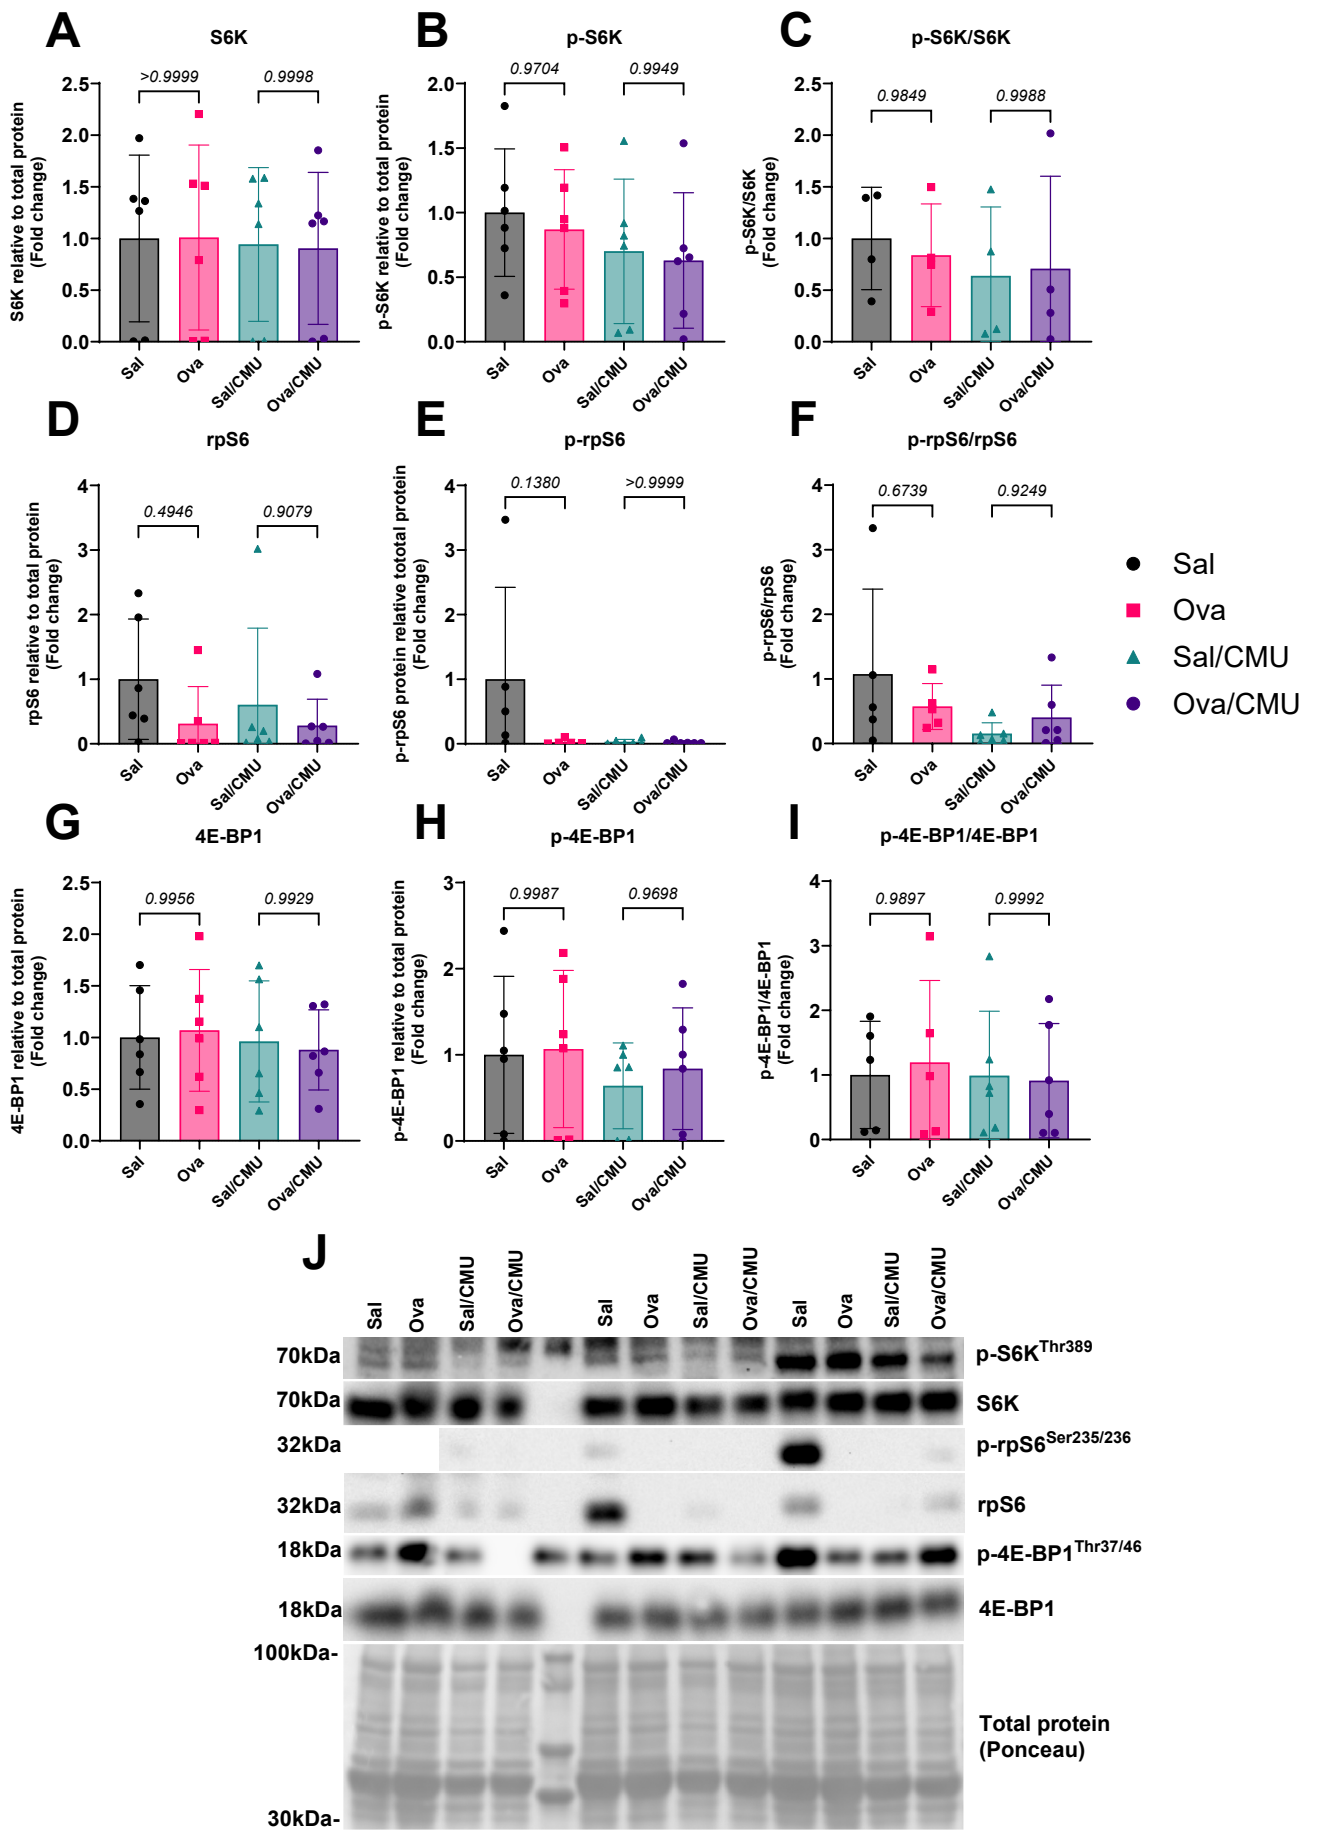 A
S6K
S6K relative to total protein
(Fold change)
2.5
2.0
1.5
1.0
0.5
0.0
>0.9999
0.9998
Sal
Ova
Sal/CMU
Ova/CMU
B
p-S6K
p-S6K relative to total protein
(Fold change)
2.0
1.5
1.0
0.5
0.0
0.9704
0.9949
Sal
Ova
Sal/CMU
Ova/CMU
C
p-S6K/S6K
p-S6K/S6K
(Fold change)
2.5
2.0
1.5
1.0
0.5
0.0
0.9849
0.9988
Sal
Ova
Sal/CMU
Ova/CMU
D
rpS6
rpS6 relative to total protein
(Fold change)
4
3
2
1
0
0.4946
0.9079
Sal
Ova
Sal/CMU
Ova/CMU
E
p-rpS6
p-rpS6 protein relative tototal protein
(Fold change)
4
3
2
1
0
0.1380
>0.9999
Sal
Ova
Sal/CMU
Ova/CMU
F
p-rpS6/rpS6
p-rpS6/rpS6
(Fold change)
4
3
2
1
0
0.6739
0.9249
Sal
Ova
Sal/CMU
Ova/CMU
Sal
Ova
Sal/CMU
Ova/CMU
G
4E-BP1
4E-BP1 relative to total protein
(Fold change)
2.5
2.0
1.5
1.0
0.5
0.0
0.9956
0.9929
Sal
Ova
Sal/CMU
Ova/CMU
H
p-4E-BP1
p-4E-BP1 relative to total protein
(Fold change)
3
2
1
0
0.9987
0.9698
Sal
Ova
Sal/CMU
Ova/CMU
I
p-4E-BP1/4E-BP1
p-4E-BP1/4E-BP1
(Fold change)
4
3
2
1
0
0.9897
0.9992
Sal
Ova
Sal/CMU
Ova/CMU
J
Sal Ova Sal/CMU Ova/CMU Sal Ova Sal/CMU Ova/CMU Sal Ova Sal/CMU Ova/CMU
70kDa p-S6KThr389
70kDa S6K
32kDa p-rpS6Ser235/236
32kDa rpS6
18kDa p-4E-BP1Thr37/46
18kDa 4E-BP1
100kDa-
Total protein
(Ponceau)
30kDa-